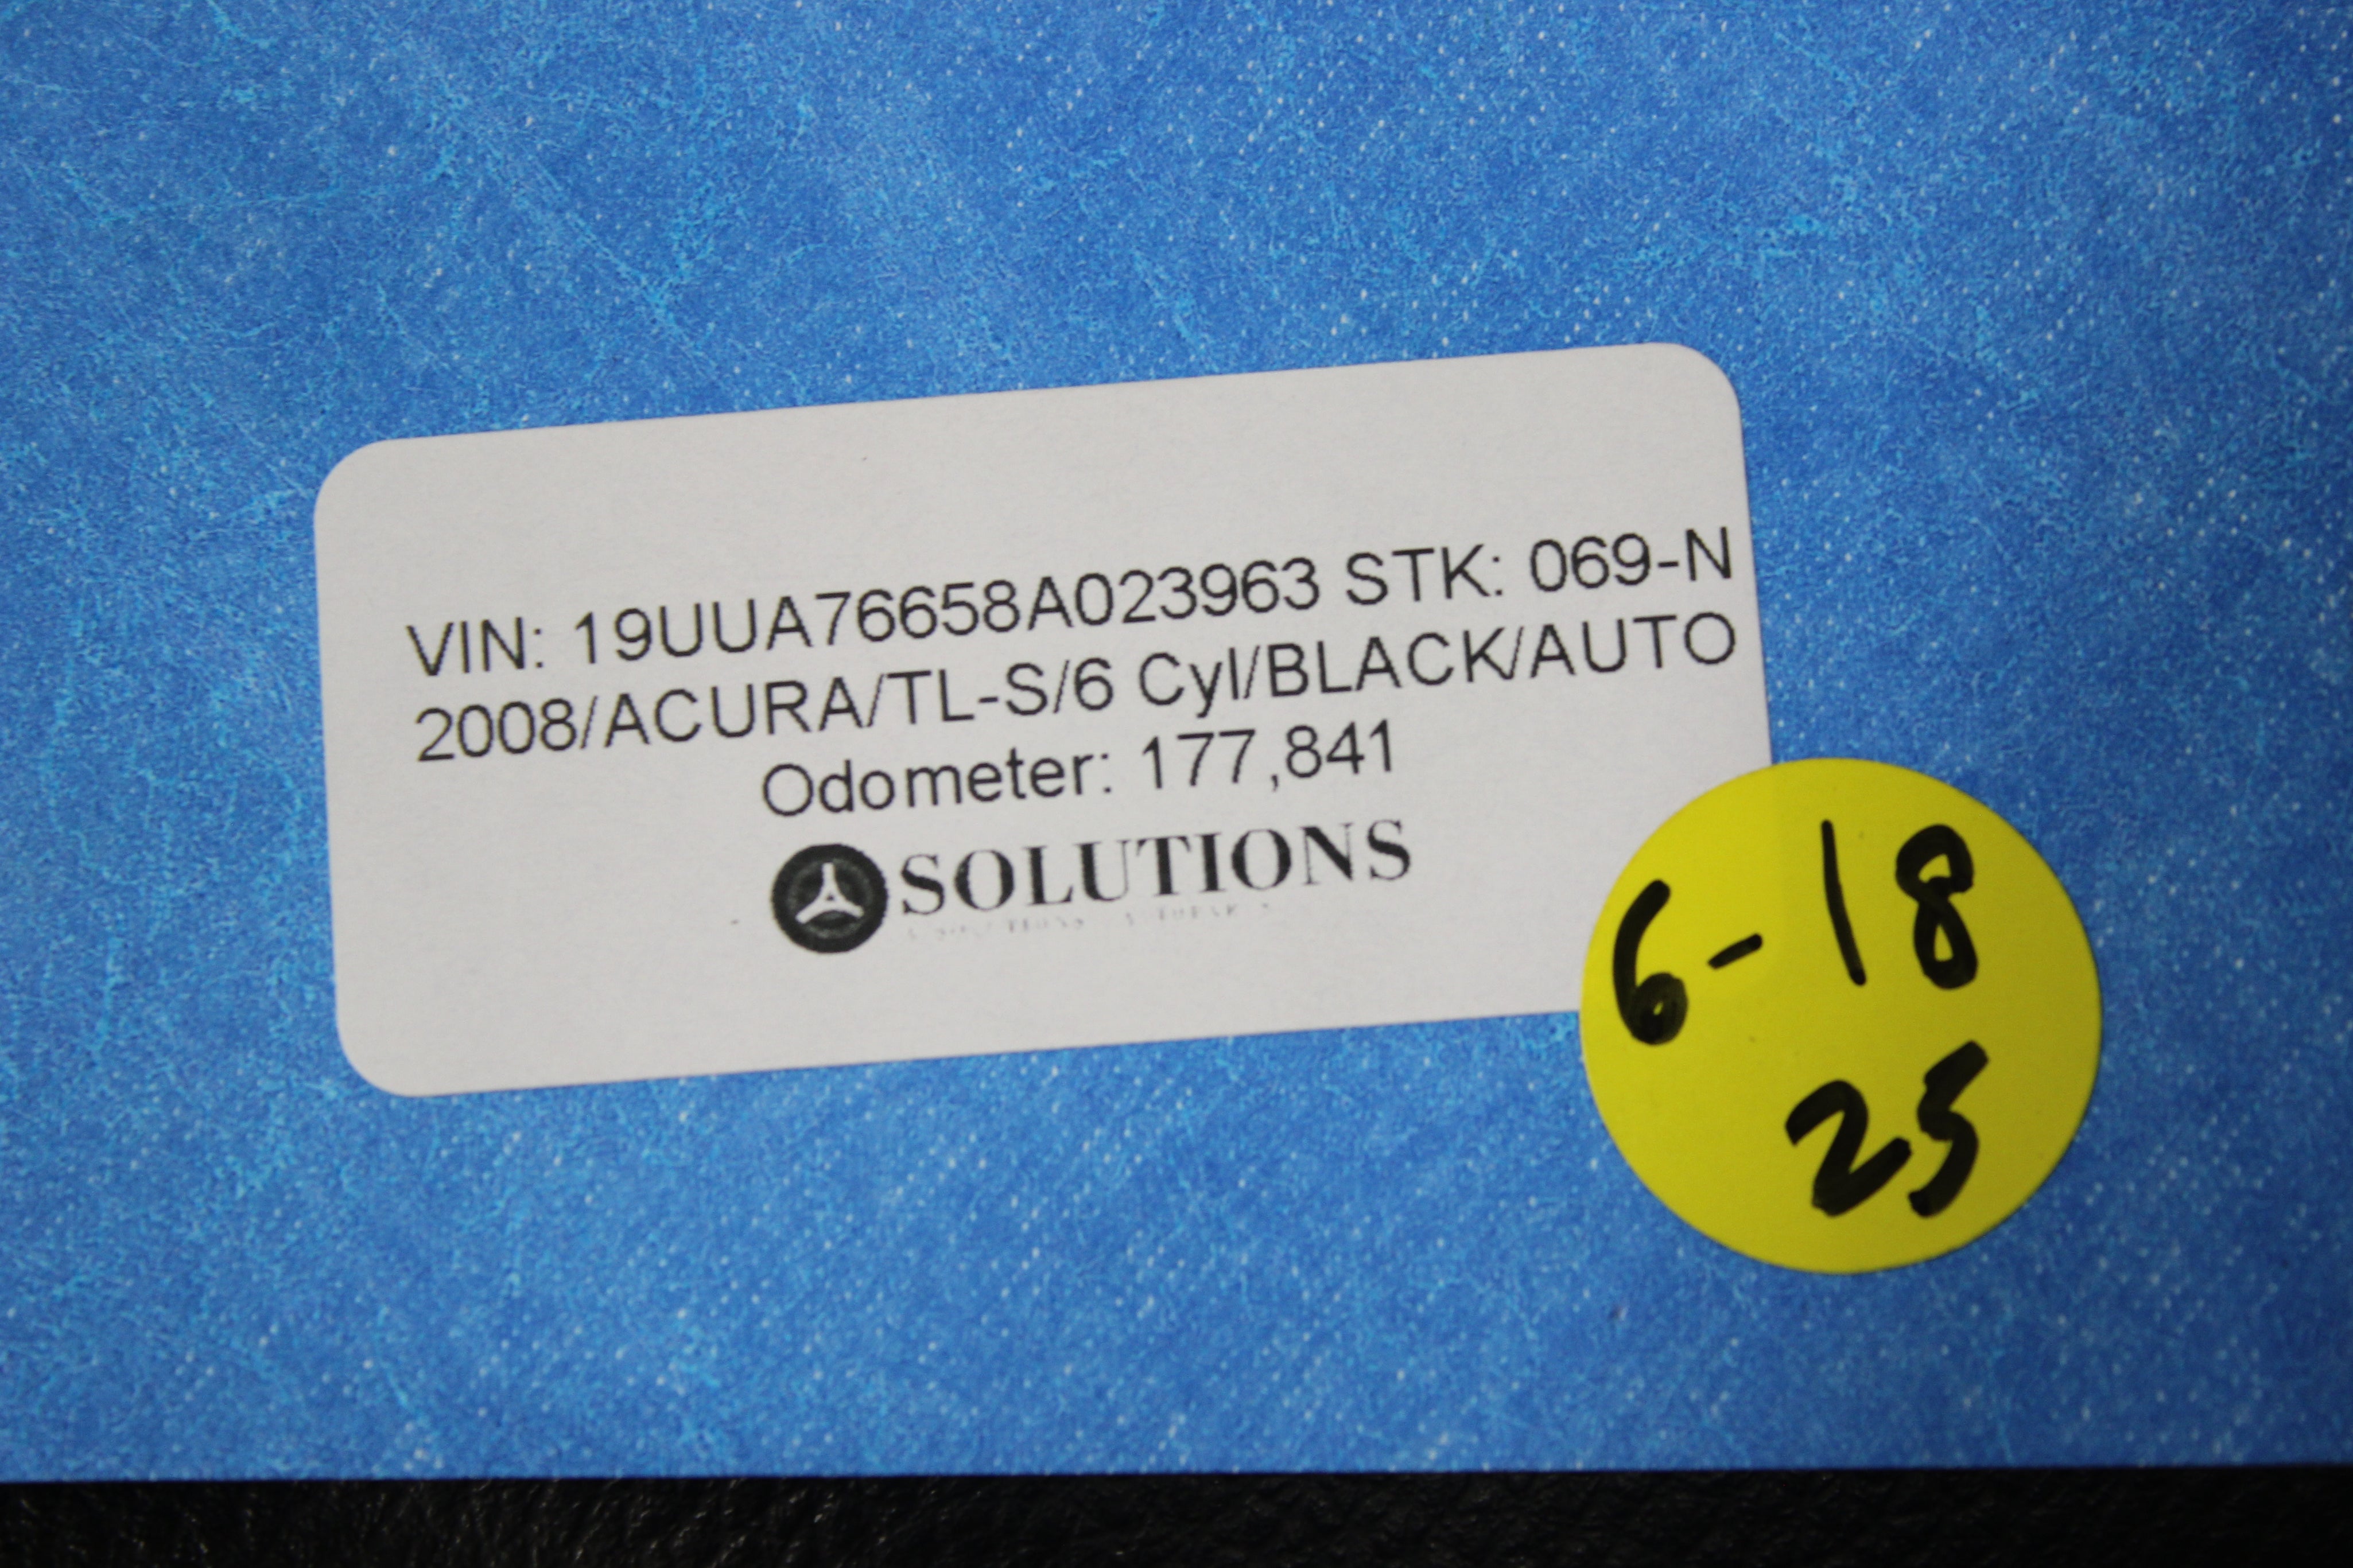 VIN: 19UUA76658A023963 STK: 069-N
2008/ACURA/TL-S/6 Cyl/BLACK/AUTO
Odometer: 177,841
SOLUTIONS
6-18
25